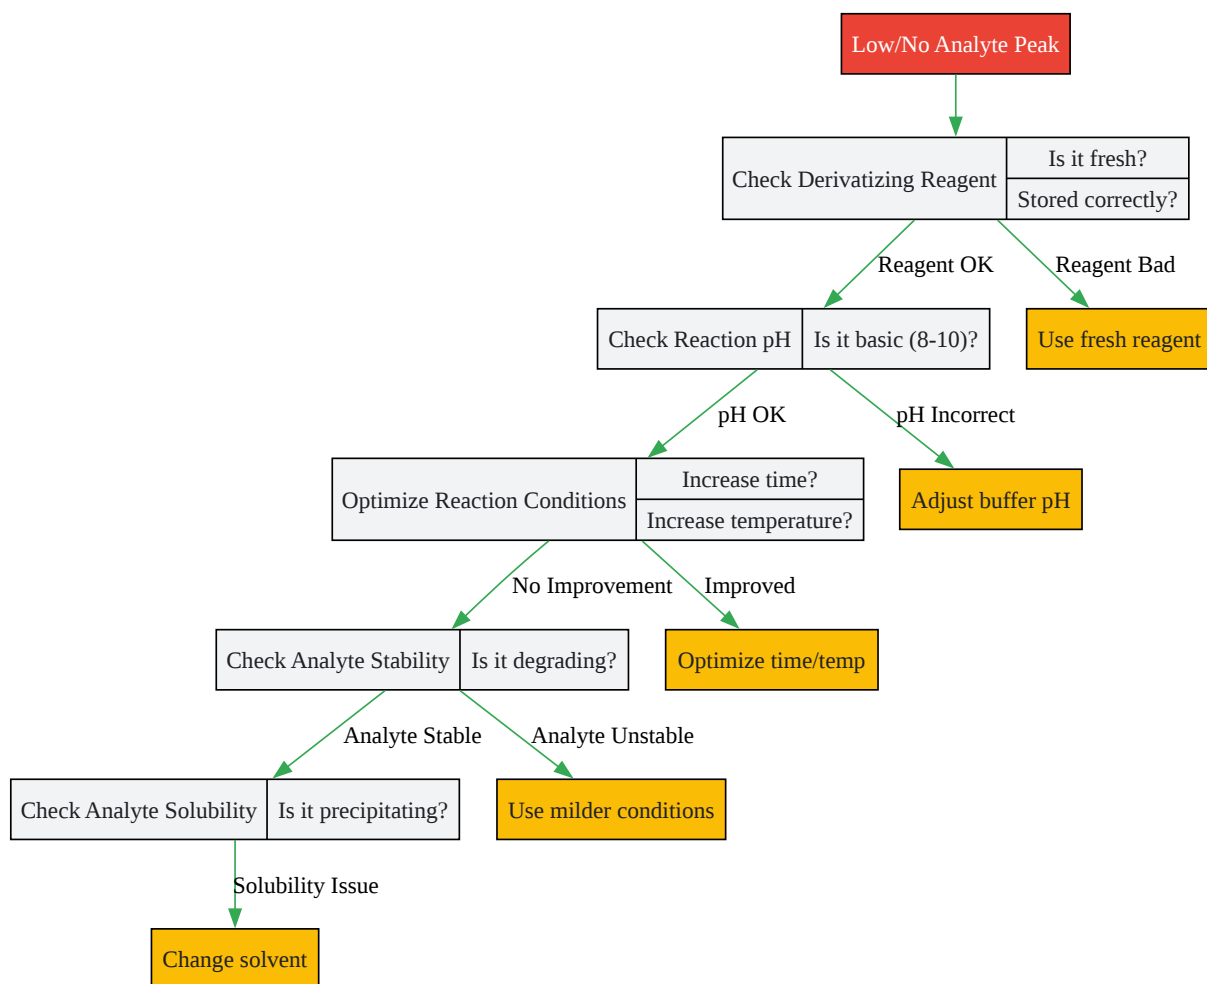 Low/No Analyte Peak
Check Derivatizing Reagent
Is it fresh?
Stored correctly?
Reagent OK
Reagent Bad
Check Reaction pH
Is it basic (8-10)?
Use fresh reagent
pH OK
pH Incorrect
Optimize Reaction Conditions
Increase time?
Increase temperature?
Adjust buffer pH
No Improvement
Improved
Check Analyte Stability
Is it degrading?
Optimize time/temp
Analyte Stable
Analyte Unstable
Check Analyte Solubility
Is it precipitating?
Use milder conditions
Solubility Issue
Change solvent